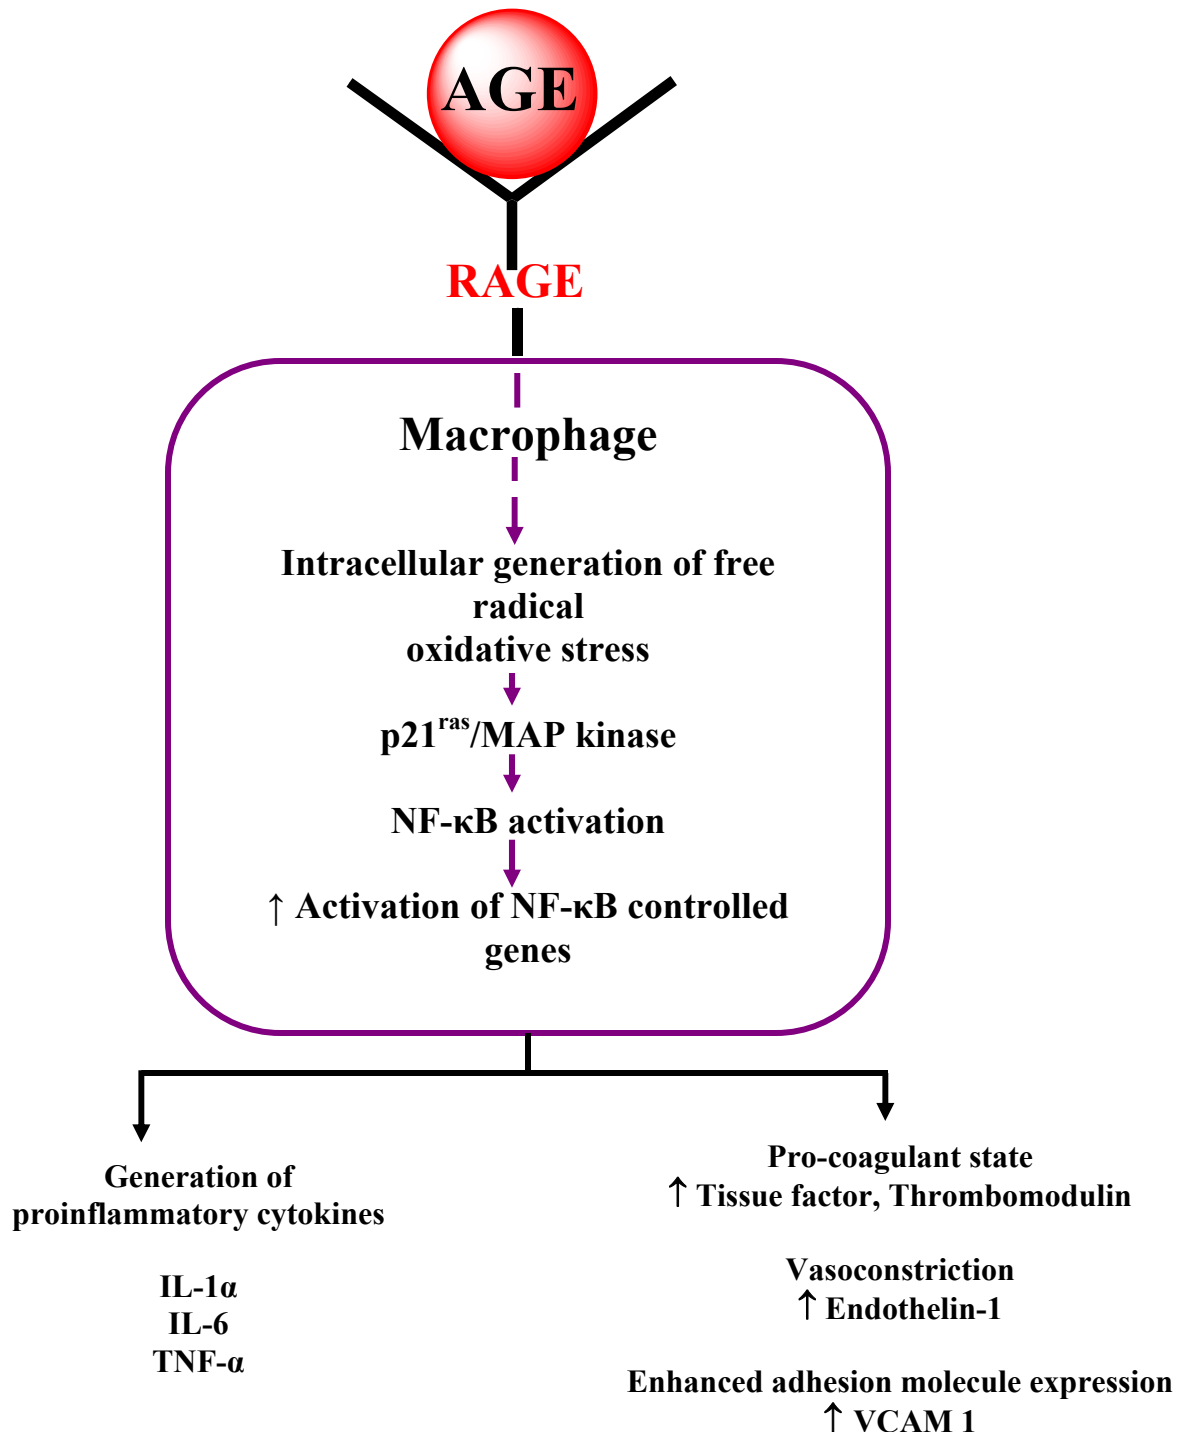 AGE
RAGE
Macrophage
Intracellular generation of free
radical
oxidative stress
p21ras/MAP kinase
NF-κB activation
↑ Activation of NF-κB controlled
genes
Generation of
proinflammatory cytokines
IL-1α
IL-6
TNF-α
Pro-coagulant state
↑ Tissue factor, Thrombomodulin
Vasoconstriction
↑ Endothelin-1
Enhanced adhesion molecule expression
↑ VCAM 1